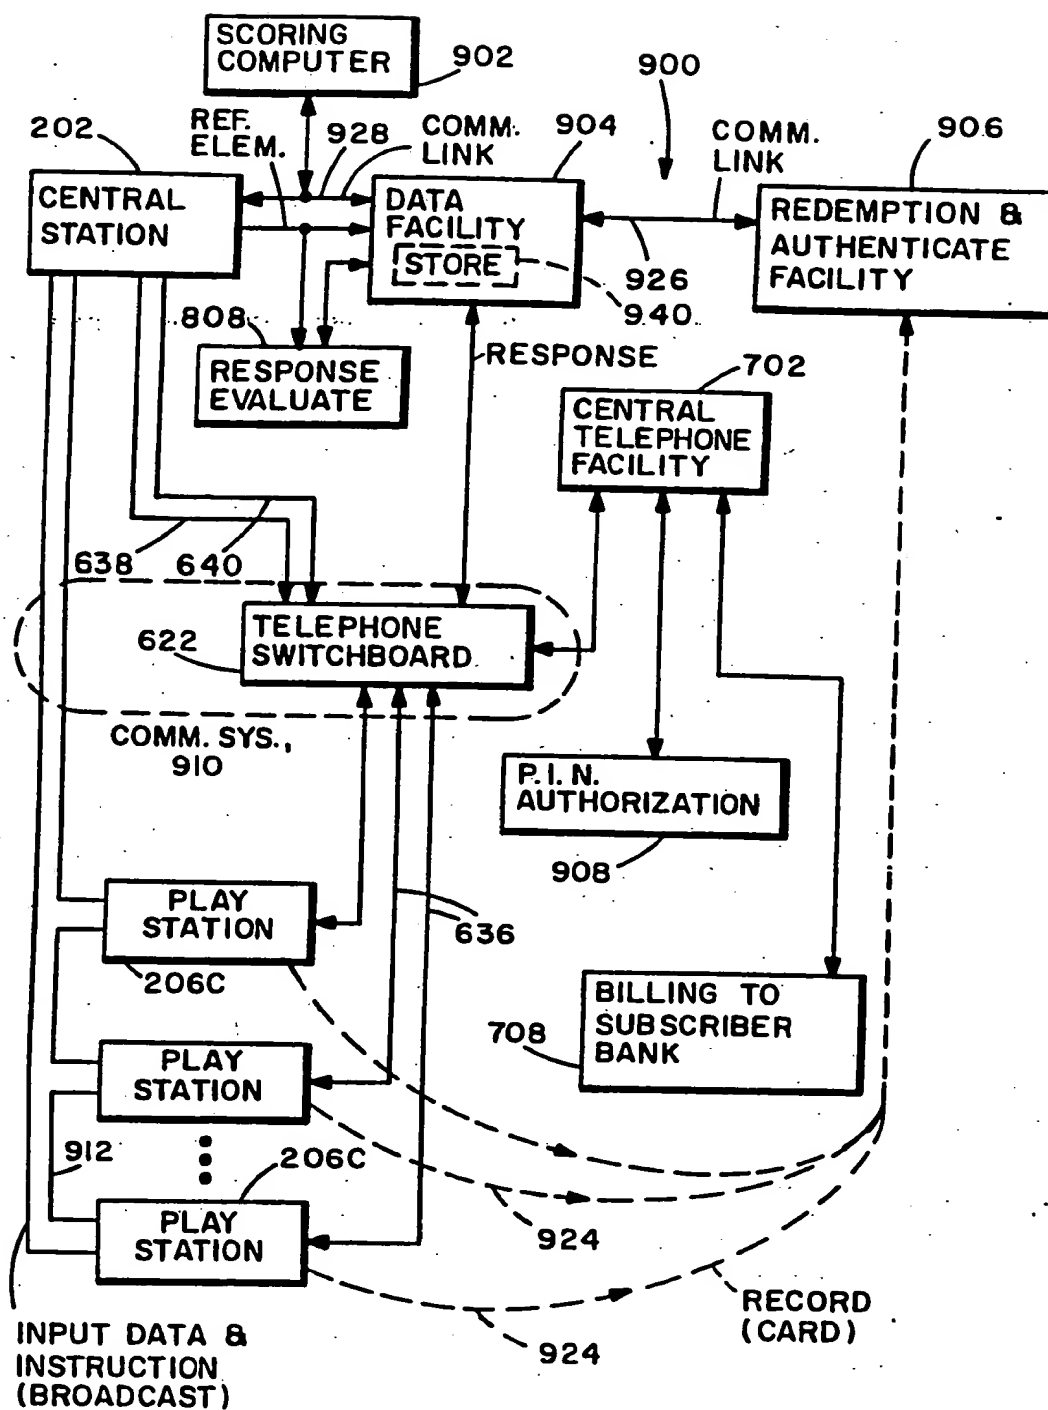 SCORING
COMPUTER
902
900
REF.
ELEM.
928
COMM.
LINK
904
COMM.
LINK
906
202
CENTRAL
STATION
DATA
FACILITY
STORE
REDEMPTION &
AUTHENTICATE
FACILITY
926
940
808
RESPONSE
EVALUATE
RESPONSE
702
CENTRAL
TELEPHONE
FACILITY
638
640
622
TELEPHONE
SWITCHBOARD
COMM. SYS.,
910
P.I.N.
AUTHORIZATION
908
PLAY
STATION
636
206C
BILLING TO
SUBSCRIBER
BANK
708
PLAY
STATION
912
206C
PLAY
STATION
924
924
RECORD
(CARD)
INPUT DATA &
INSTRUCTION
(BROADCAST)